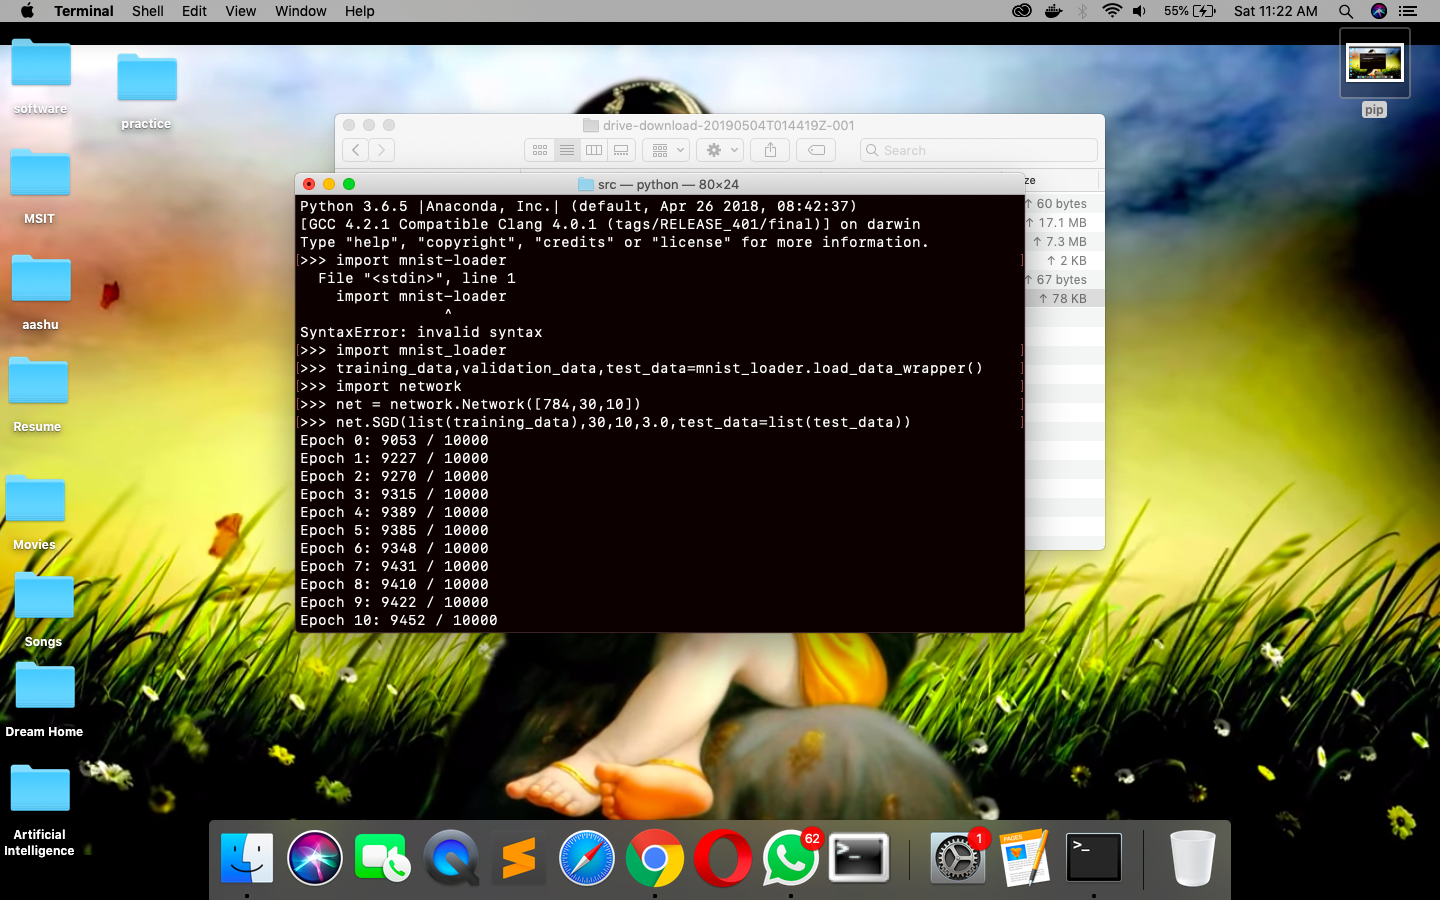 Terminal Shell Edit View Window Help 55% Sat 11:22 AM
software
practice
MSIT
aashu
Resume
Movies
Songs
Dream Home
Artificial
Intelligence
pip
drive-download-20190504T014419Z-001
Search
ze
60 bytes
17.1 MB
7.3 MB
2 KB
67 bytes
78 KB
src — python — 80×24
Python 3.6.5 |Anaconda, Inc.| (default, Apr 26 2018, 08:42:37)
[GCC 4.2.1 Compatible Clang 4.0.1 (tags/RELEASE_401/final)] on darwin
Type "help", "copyright", "credits" or "license" for more information.
[>>> import mnist-loader ]
File "<stdin>", line 1
import mnist-loader
^
SyntaxError: invalid syntax
[>>> import mnist_loader ]
[>>> training_data,validation_data,test_data=mnist_loader.load_data_wrapper() ]
[>>> import network ]
[>>> net = network.Network([784,30,10]) ]
[>>> net.SGD(list(training_data),30,10,3.0,test_data=list(test_data)) ]
Epoch 0: 9053 / 10000
Epoch 1: 9227 / 10000
Epoch 2: 9270 / 10000
Epoch 3: 9315 / 10000
Epoch 4: 9389 / 10000
Epoch 5: 9385 / 10000
Epoch 6: 9348 / 10000
Epoch 7: 9431 / 10000
Epoch 8: 9410 / 10000
Epoch 9: 9422 / 10000
Epoch 10: 9452 / 10000
62
1
PAGES
>_
>_